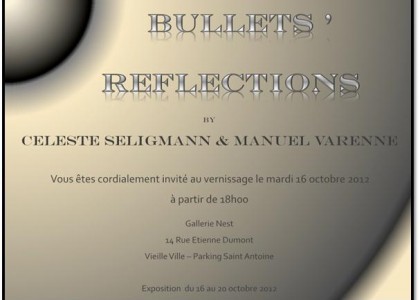 BULLETS '
REFLECTIONS
BY
CELESTE SELIGMANN & MANUEL VARENNE
Vous êtes cordialement invité au vernissage le mardi 16 octobre 2012
à partir de 18h00
Gallerie Nest
14 Rue Etienne Dumont
Vieille Ville – Parking Saint Antoine
Exposition du 16 au 20 octobre 2012